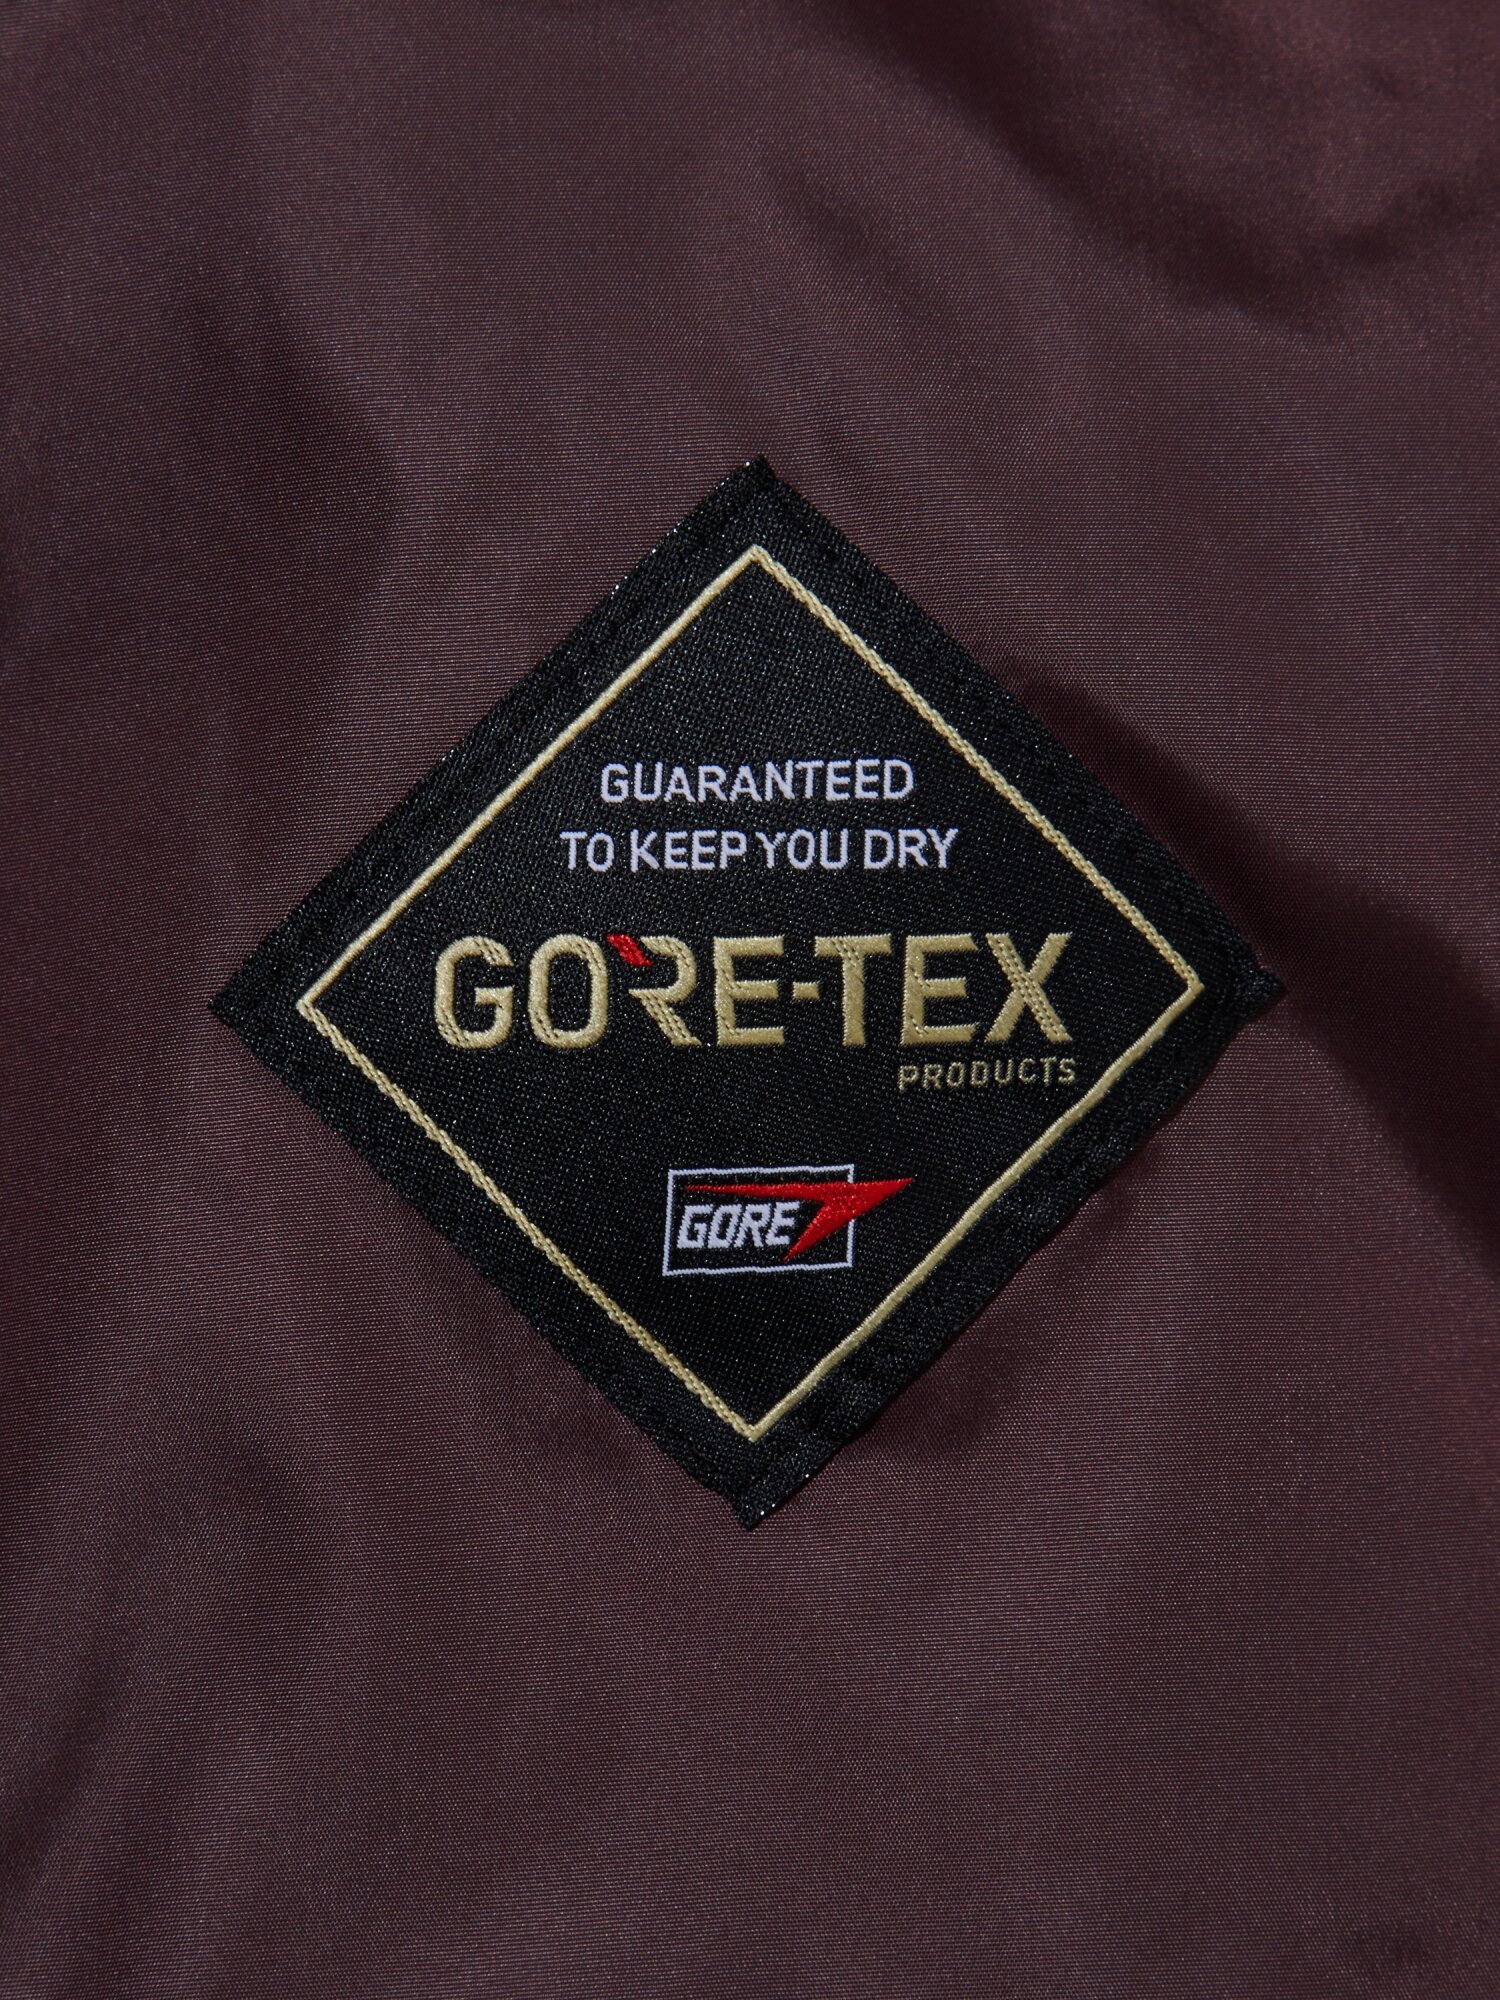 GUARANTEED
TO KEEP YOU DRY
GORE-TEX
PRODUCTS
GORE